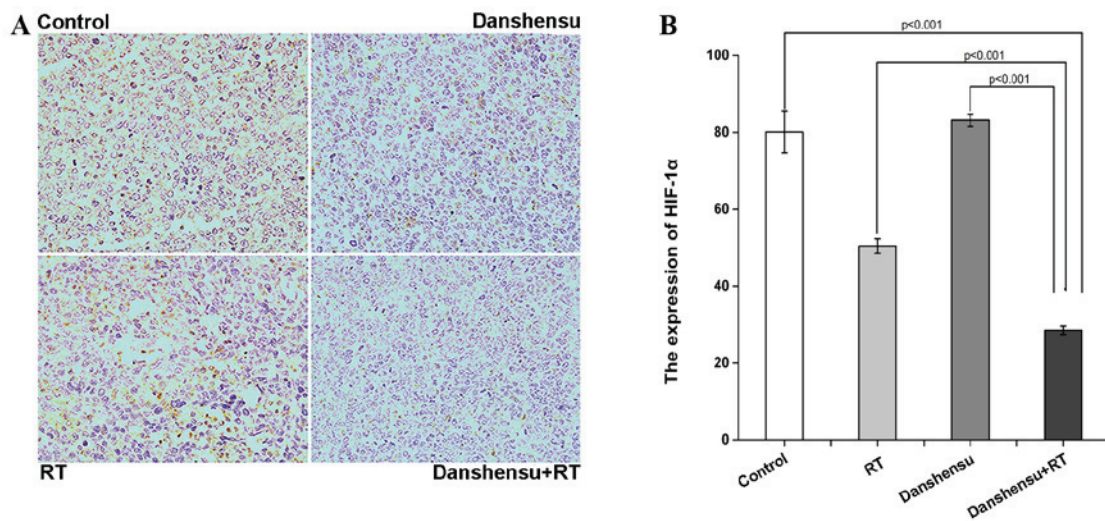 A
Control
Danshensu
RT
Danshensu+RT
B
p<0.001
p<0.001
p<0.001
The expression of HIF-1α
100
80
60
40
20
0
Control
RT
Danshensu
Danshensu+RT